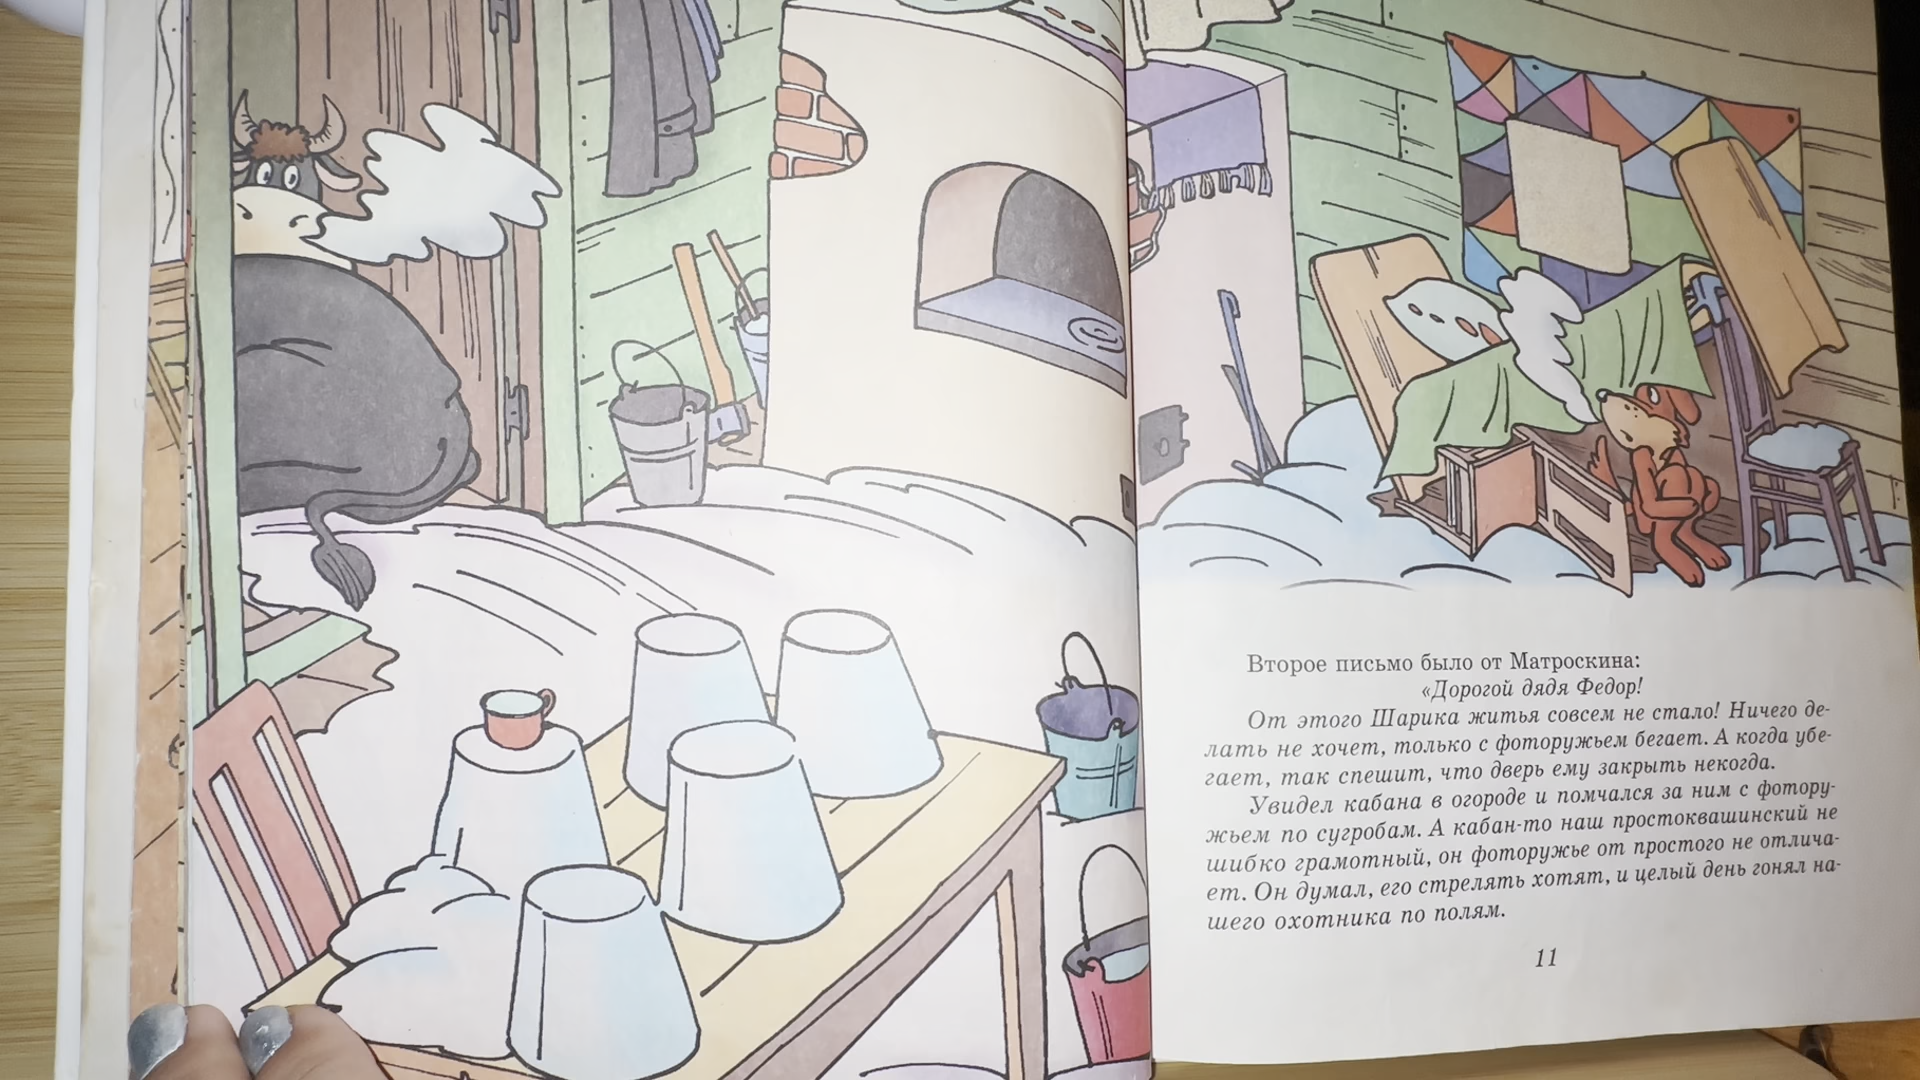 Второе письмо было от Матроскина:
«Дорогой дядя Федор!
От этого Шарика житья совсем не стало! Ничего де-
лать не хочет, только с фоторужьем бегает. А когда убе-
гает, так спешит, что дверь ему закрыть некогда.
Увидел кабана в огороде и помчался за ним с фотору-
жьем по сугробам. А кабан-то наш простоквашинский не
шибко грамотный, он фоторужье от простого не отлича-
ет. Он думал, его стрелять хотят, и целый день гонял на-
шего охотника по полям.
11